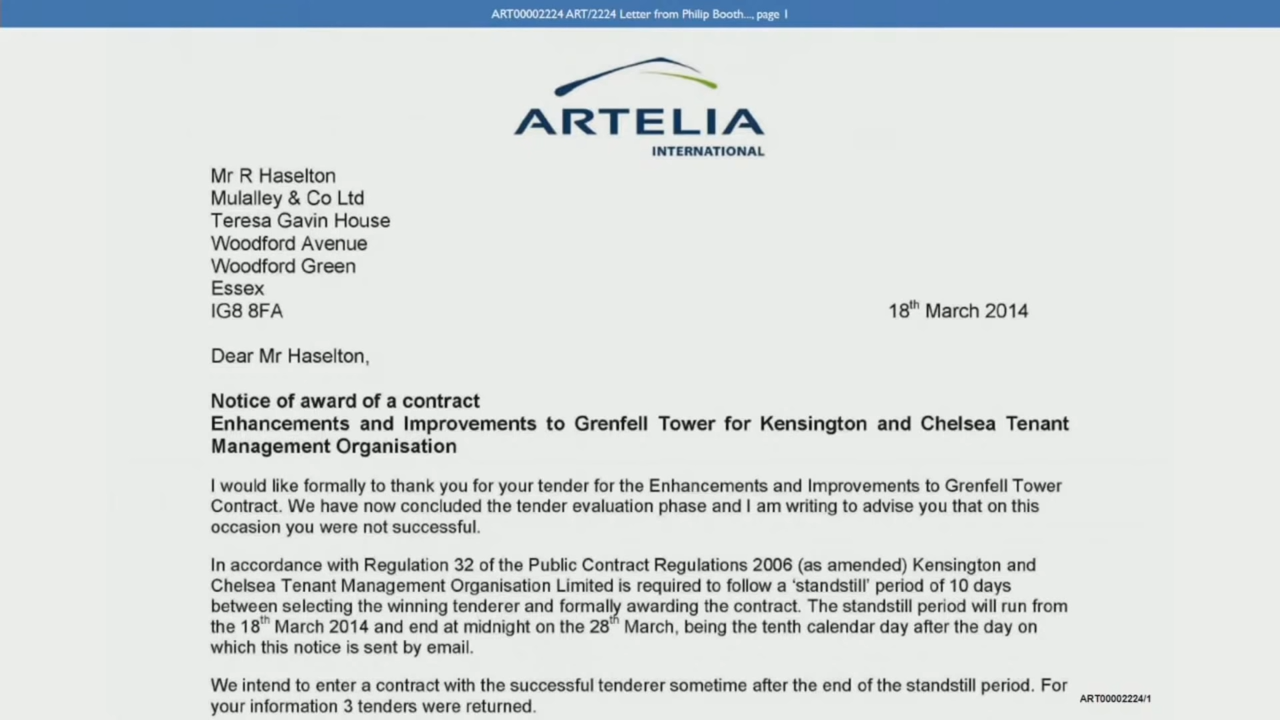 ART00002224 ART/2224 Letter from Philip Booth..., page 1
ARTELIA
INTERNATIONAL
Mr R Haselton
Mulalley & Co Ltd
Teresa Gavin House
Woodford Avenue
Woodford Green
Essex
IG8 8FA
18th March 2014
Dear Mr Haselton,
Notice of award of a contract
Enhancements and Improvements to Grenfell Tower for Kensington and Chelsea Tenant
Management Organisation
I would like formally to thank you for your tender for the Enhancements and Improvements to Grenfell Tower
Contract. We have now concluded the tender evaluation phase and I am writing to advise you that on this
occasion you were not successful.
In accordance with Regulation 32 of the Public Contract Regulations 2006 (as amended) Kensington and
Chelsea Tenant Management Organisation Limited is required to follow a 'standstill' period of 10 days
between selecting the winning tenderer and formally awarding the contract. The standstill period will run from
the 18th March 2014 and end at midnight on the 28th March, being the tenth calendar day after the day on
which this notice is sent by email.
We intend to enter a contract with the successful tenderer sometime after the end of the standstill period. For
your information 3 tenders were returned.
ART00002224/1